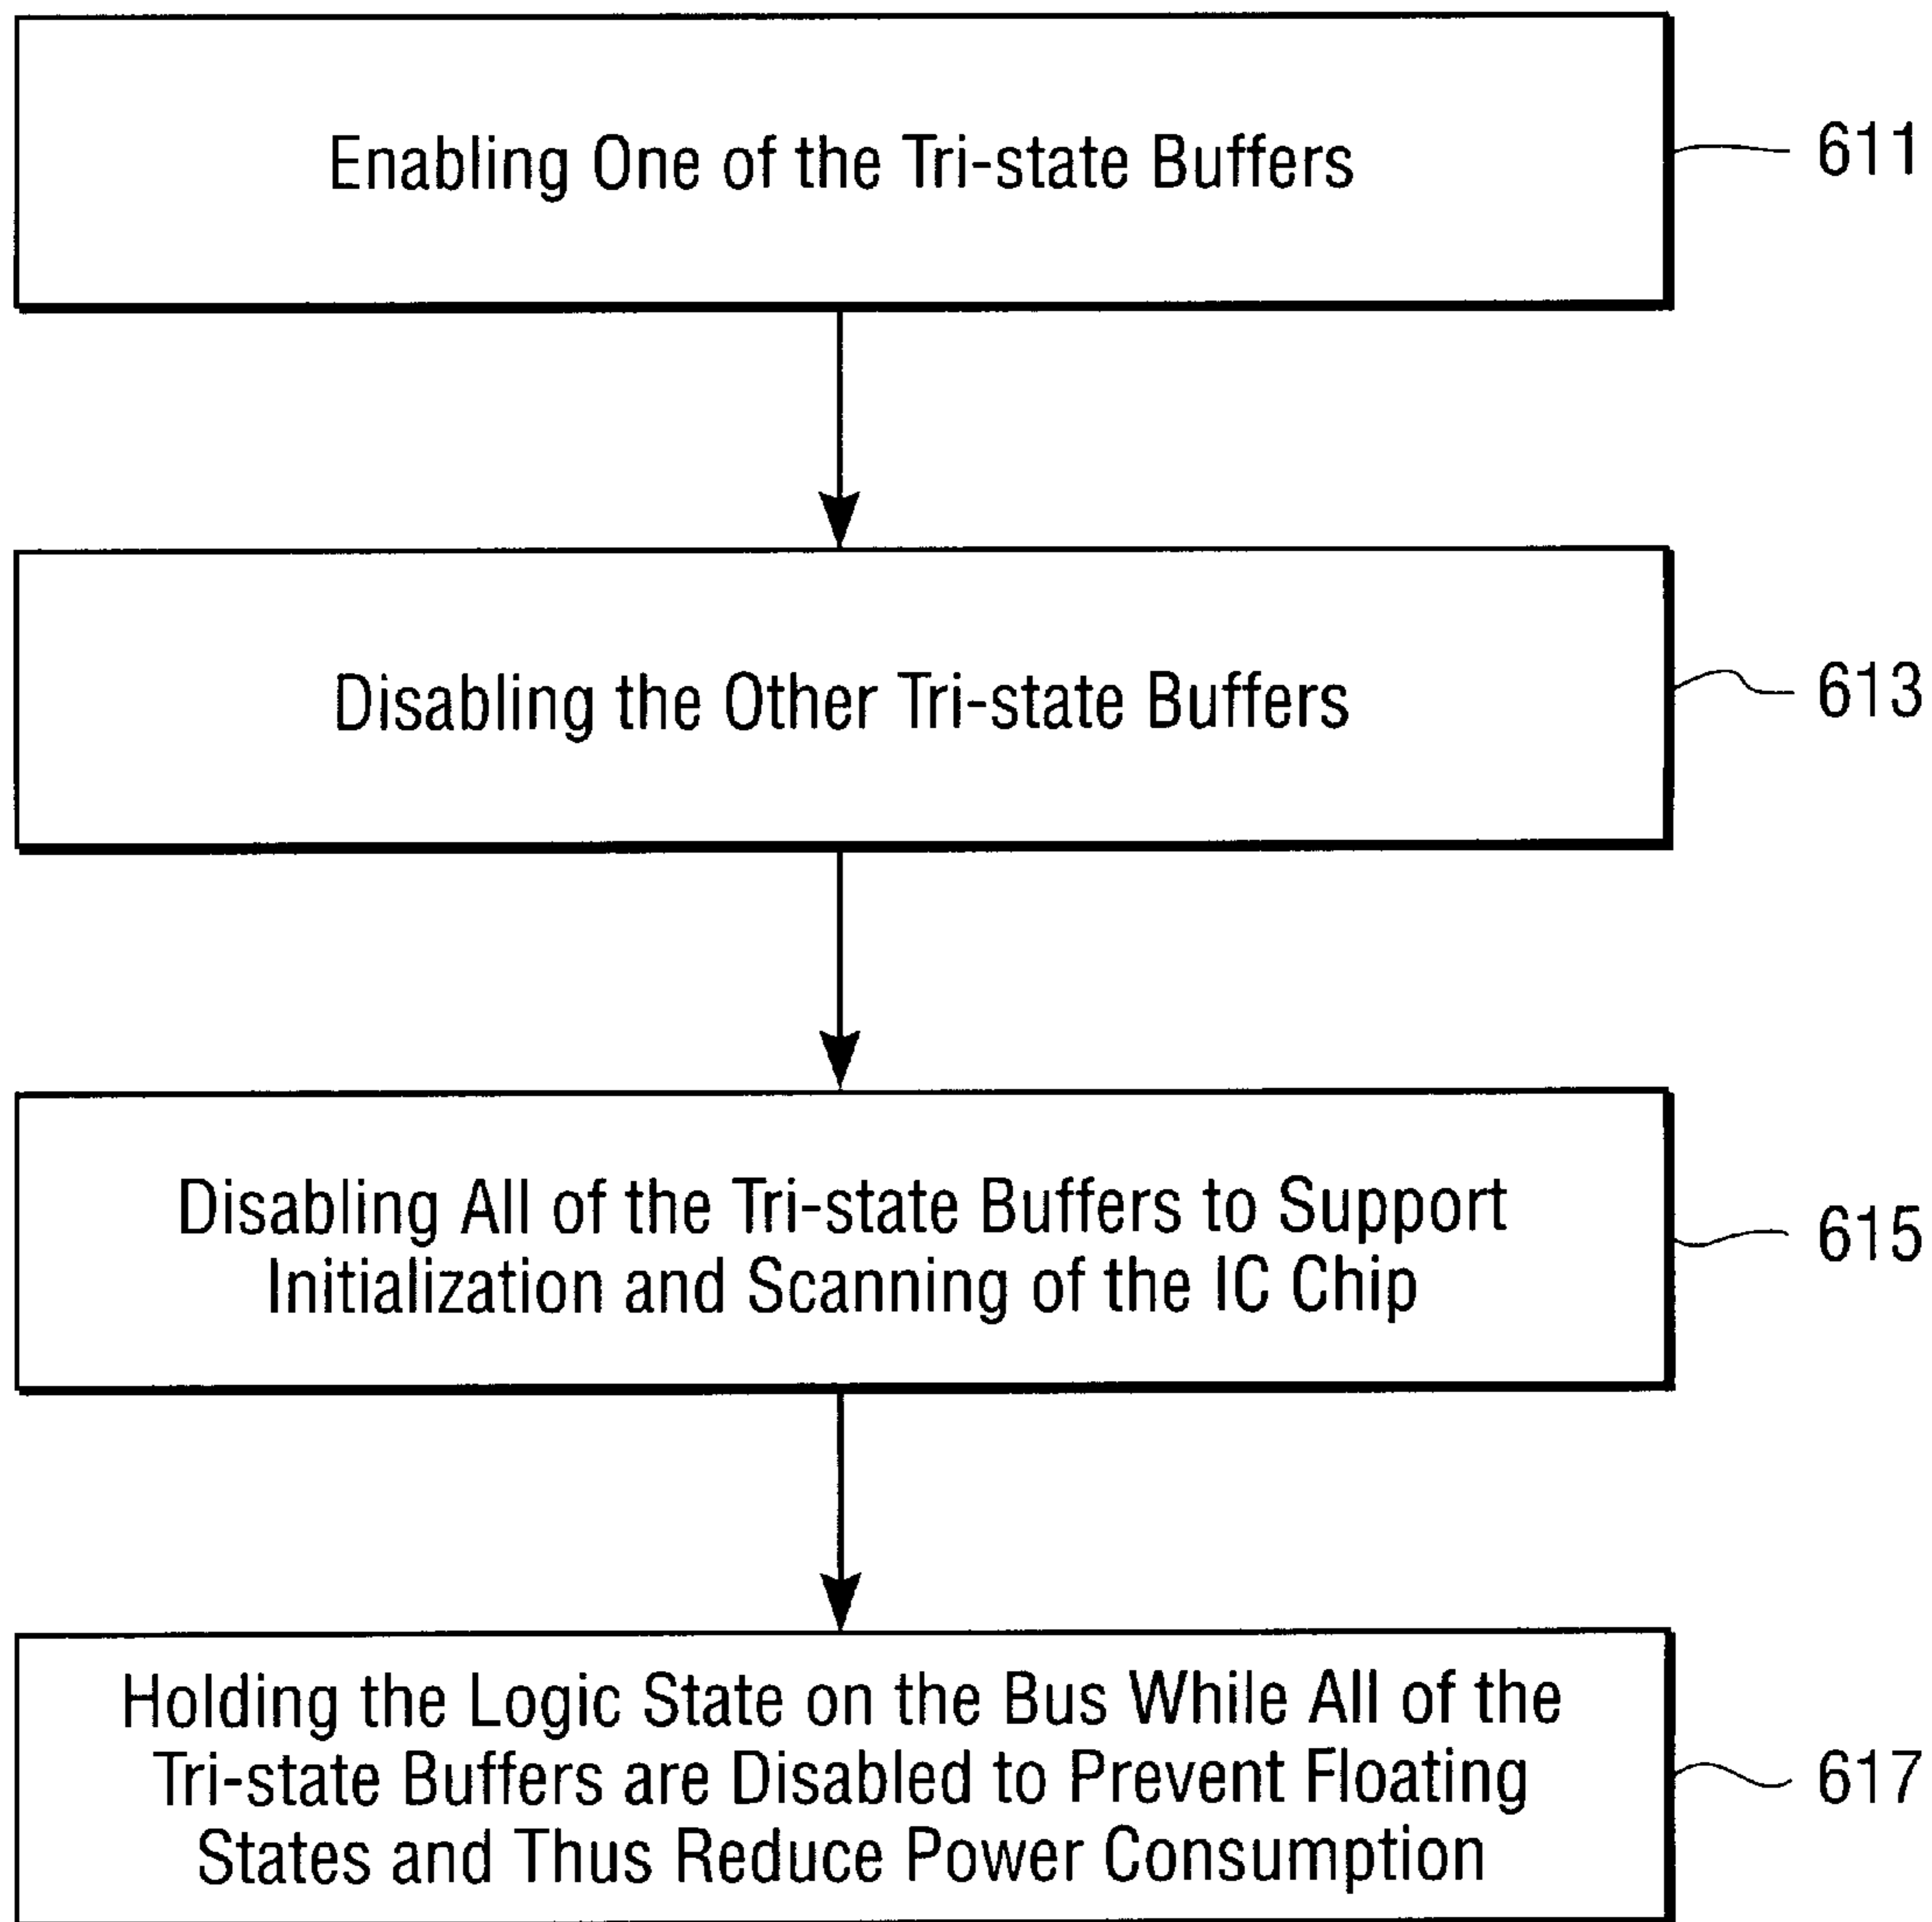 Enabling One of the Tri-state Buffers
611
Disabling the Other Tri-state Buffers
613
Disabling All of the Tri-state Buffers to Support
Initialization and Scanning of the IC Chip
615
Holding the Logic State on the Bus While All of the
Tri-state Buffers are Disabled to Prevent Floating
States and Thus Reduce Power Consumption
617